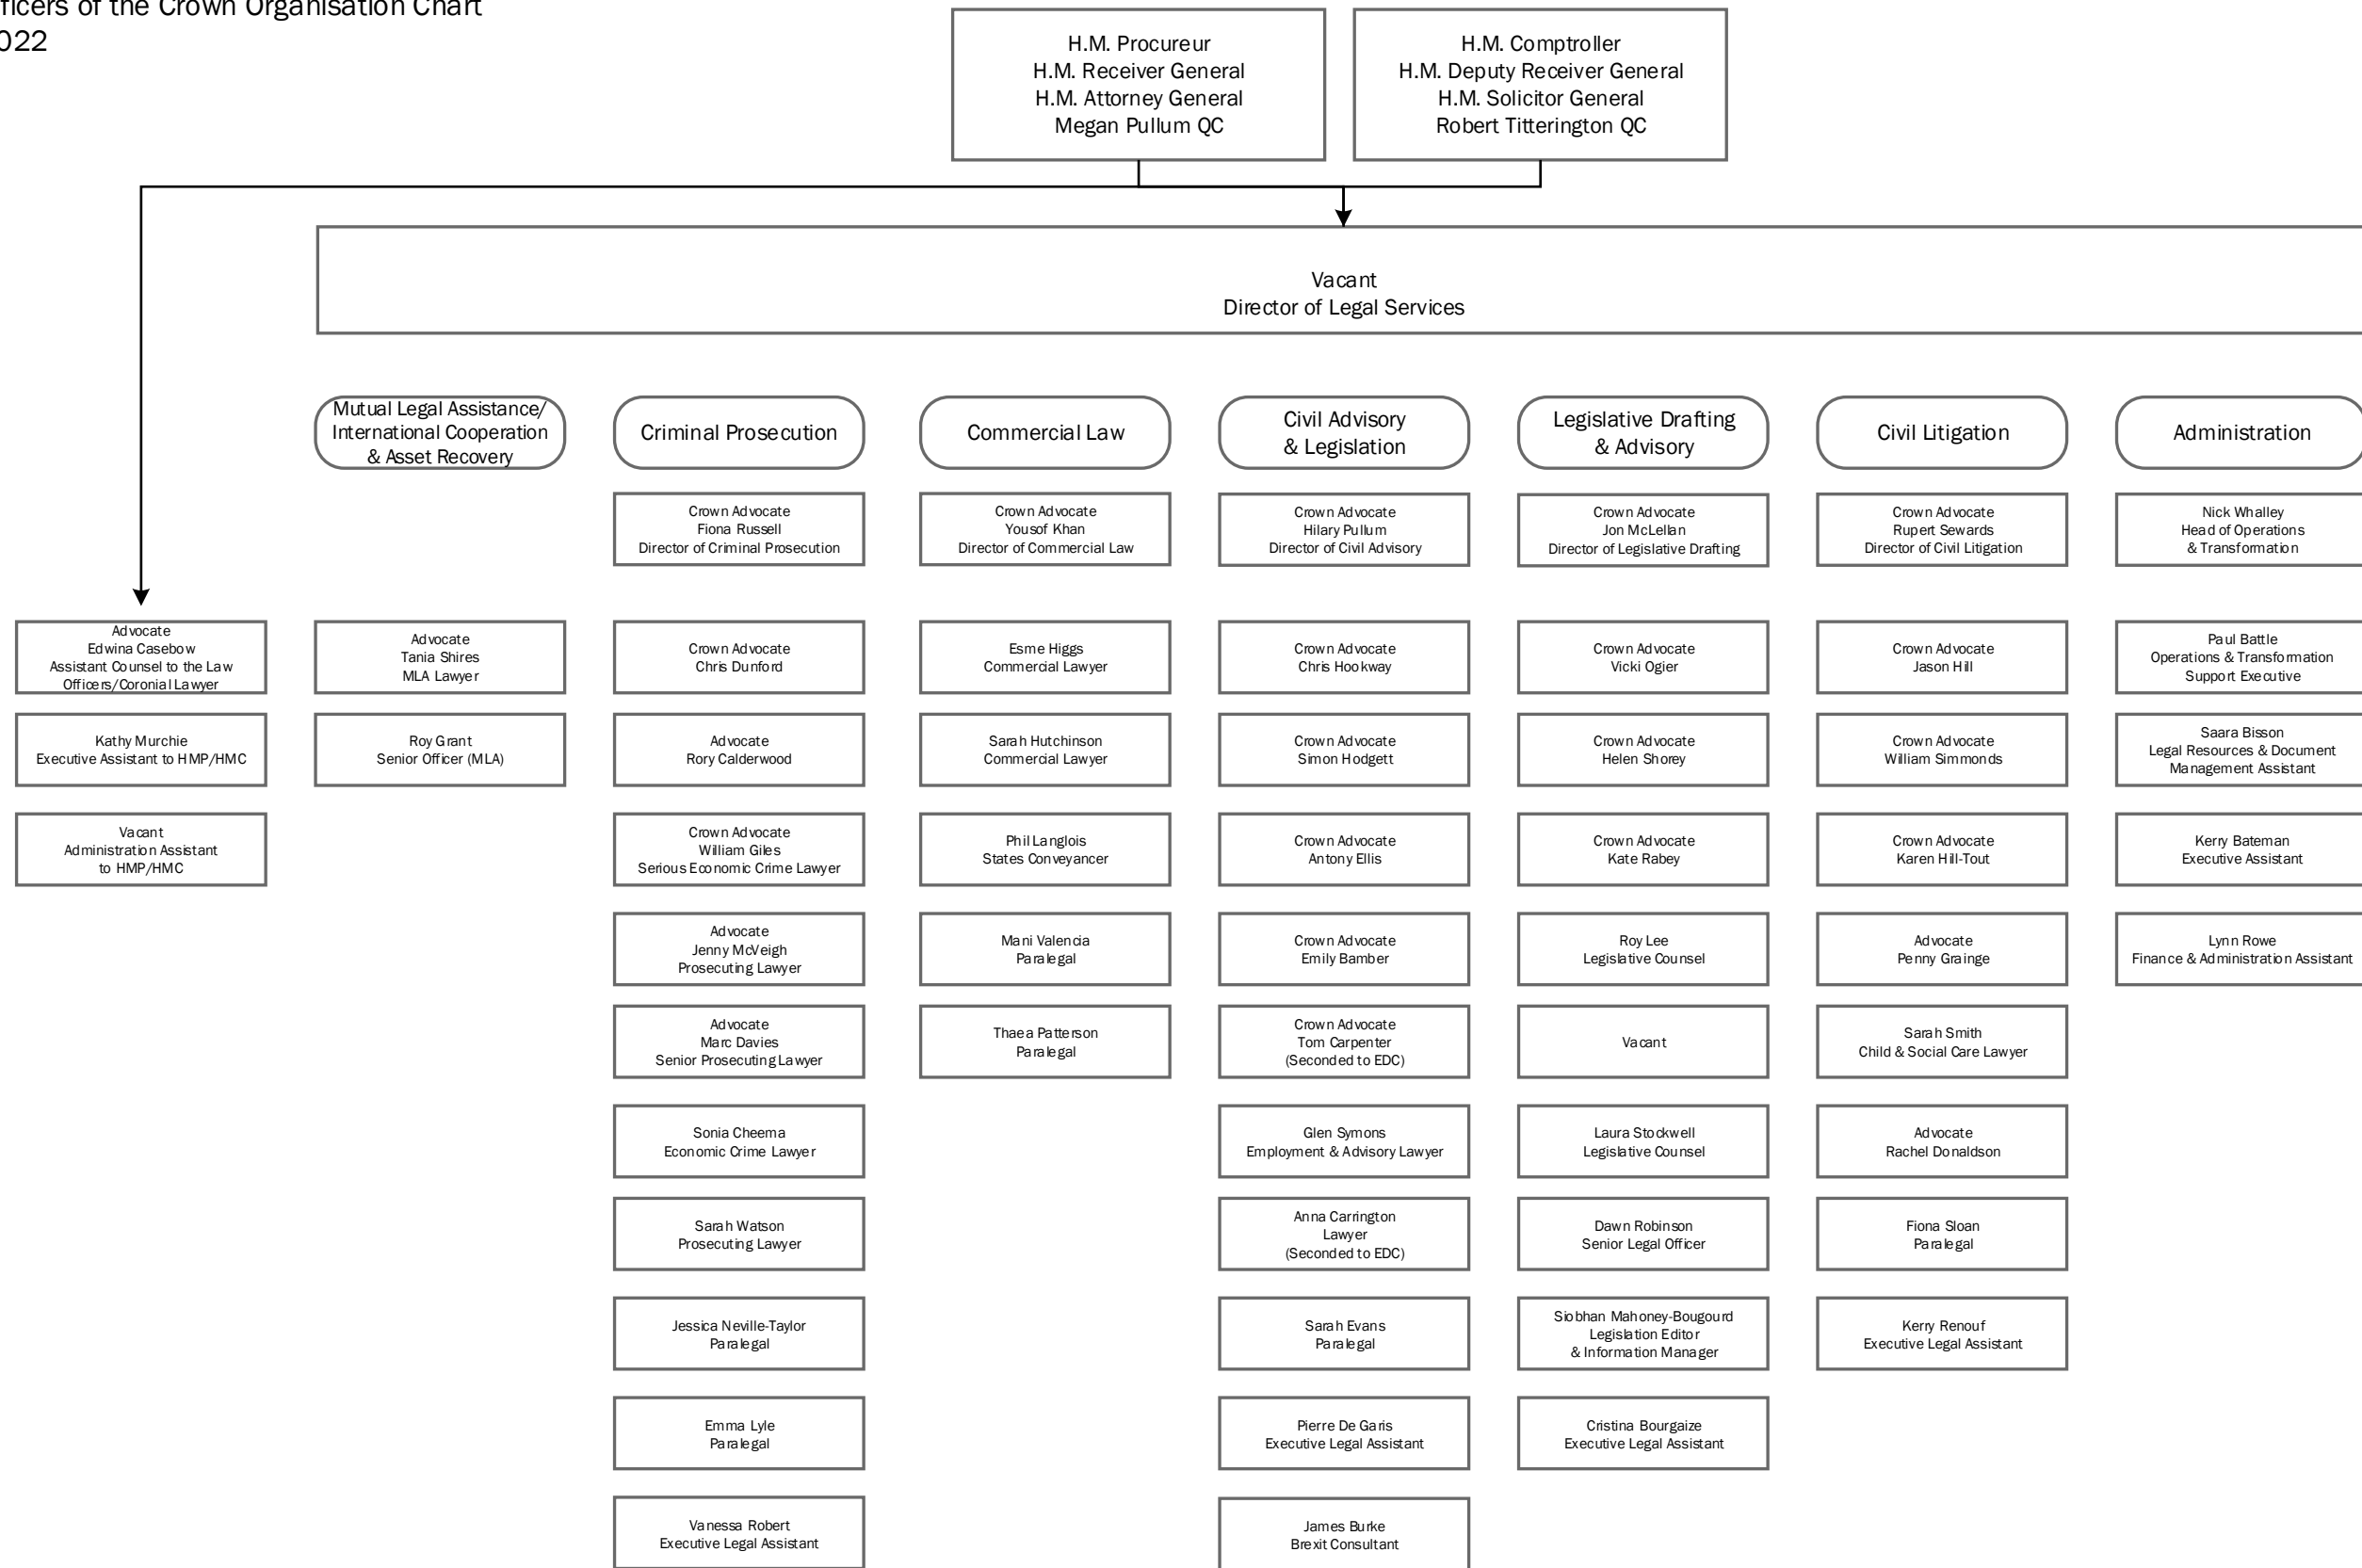 ficers of the Crown Organisation Chart
022
H.M. Procureur
H.M. Receiver General
H.M. Attorney General
Megan Pullum QC
H.M. Comptroller
H.M. Deputy Receiver General
H.M. Solicitor General
Robert Titterington QC
Vacant
Director of Legal Services
Advocate
Edwina Casebow
Assistant Counsel to the Law
Officers/Coronial Lawyer
Kathy Murchie
Executive Assistant to HMP/HMC
Vacant
Administration Assistant
to HMP/HMC
Mutual Legal Assistance/
International Cooperation
& Asset Recovery
Advocate
Tania Shires
MLA Lawyer
Roy Grant
Senior Officer (MLA)
Criminal Prosecution
Crown Advocate
Fiona Russell
Director of Criminal Prosecution
Crown Advocate
Chris Dunford
Advocate
Rory Calderwood
Crown Advocate
William Giles
Serious Economic Crime Lawyer
Advocate
Jenny McVeigh
Prosecuting Lawyer
Advocate
Marc Davies
Senior Prosecuting Lawyer
Sonia Cheema
Economic Crime Lawyer
Sarah Watson
Prosecuting Lawyer
Jessica Neville-Taylor
Paralegal
Emma Lyle
Paralegal
Vanessa Robert
Executive Legal Assistant
Commercial Law
Crown Advocate
Yousof Khan
Director of Commercial Law
Esme Higgs
Commercial Lawyer
Sarah Hutchinson
Commercial Lawyer
Phil Langlois
States Conveyancer
Mani Valencia
Paralegal
Thaea Patterson
Paralegal
Civil Advisory
& Legislation
Crown Advocate
Hilary Pullum
Director of Civil Advisory
Crown Advocate
Chris Hookway
Crown Advocate
Simon Hodgett
Crown Advocate
Antony Ellis
Crown Advocate
Emily Bamber
Crown Advocate
Tom Carpenter
(Seconded to EDC)
Glen Symons
Employment & Advisory Lawyer
Anna Carrington
Lawyer
(Seconded to EDC)
Sarah Evans
Paralegal
Pierre De Garis
Executive Legal Assistant
James Burke
Brexit Consultant
Legislative Drafting
& Advisory
Crown Advocate
Jon McLellan
Director of Legislative Drafting
Crown Advocate
Vicki Ogier
Crown Advocate
Helen Shorey
Crown Advocate
Kate Rabey
Roy Lee
Legislative Counsel
Vacant
Laura Stockwell
Legislative Counsel
Dawn Robinson
Senior Legal Officer
Siobhan Mahoney-Bougourd
Legislation Editor
& Information Manager
Cristina Bourgaize
Executive Legal Assistant
Civil Litigation
Crown Advocate
Rupert Sewards
Director of Civil Litigation
Crown Advocate
Jason Hill
Crown Advocate
William Simmonds
Crown Advocate
Karen Hill-Tout
Advocate
Penny Grainge
Sarah Smith
Child & Social Care Lawyer
Advocate
Rachel Donaldson
Fiona Sloan
Paralegal
Kerry Renouf
Executive Legal Assistant
Administration
Nick Whalley
Head of Operations
& Transformation
Paul Battle
Operations & Transformation
Support Executive
Saara Bisson
Legal Resources & Document
Management Assistant
Kerry Bateman
Executive Assistant
Lynn Rowe
Finance & Administration Assistant